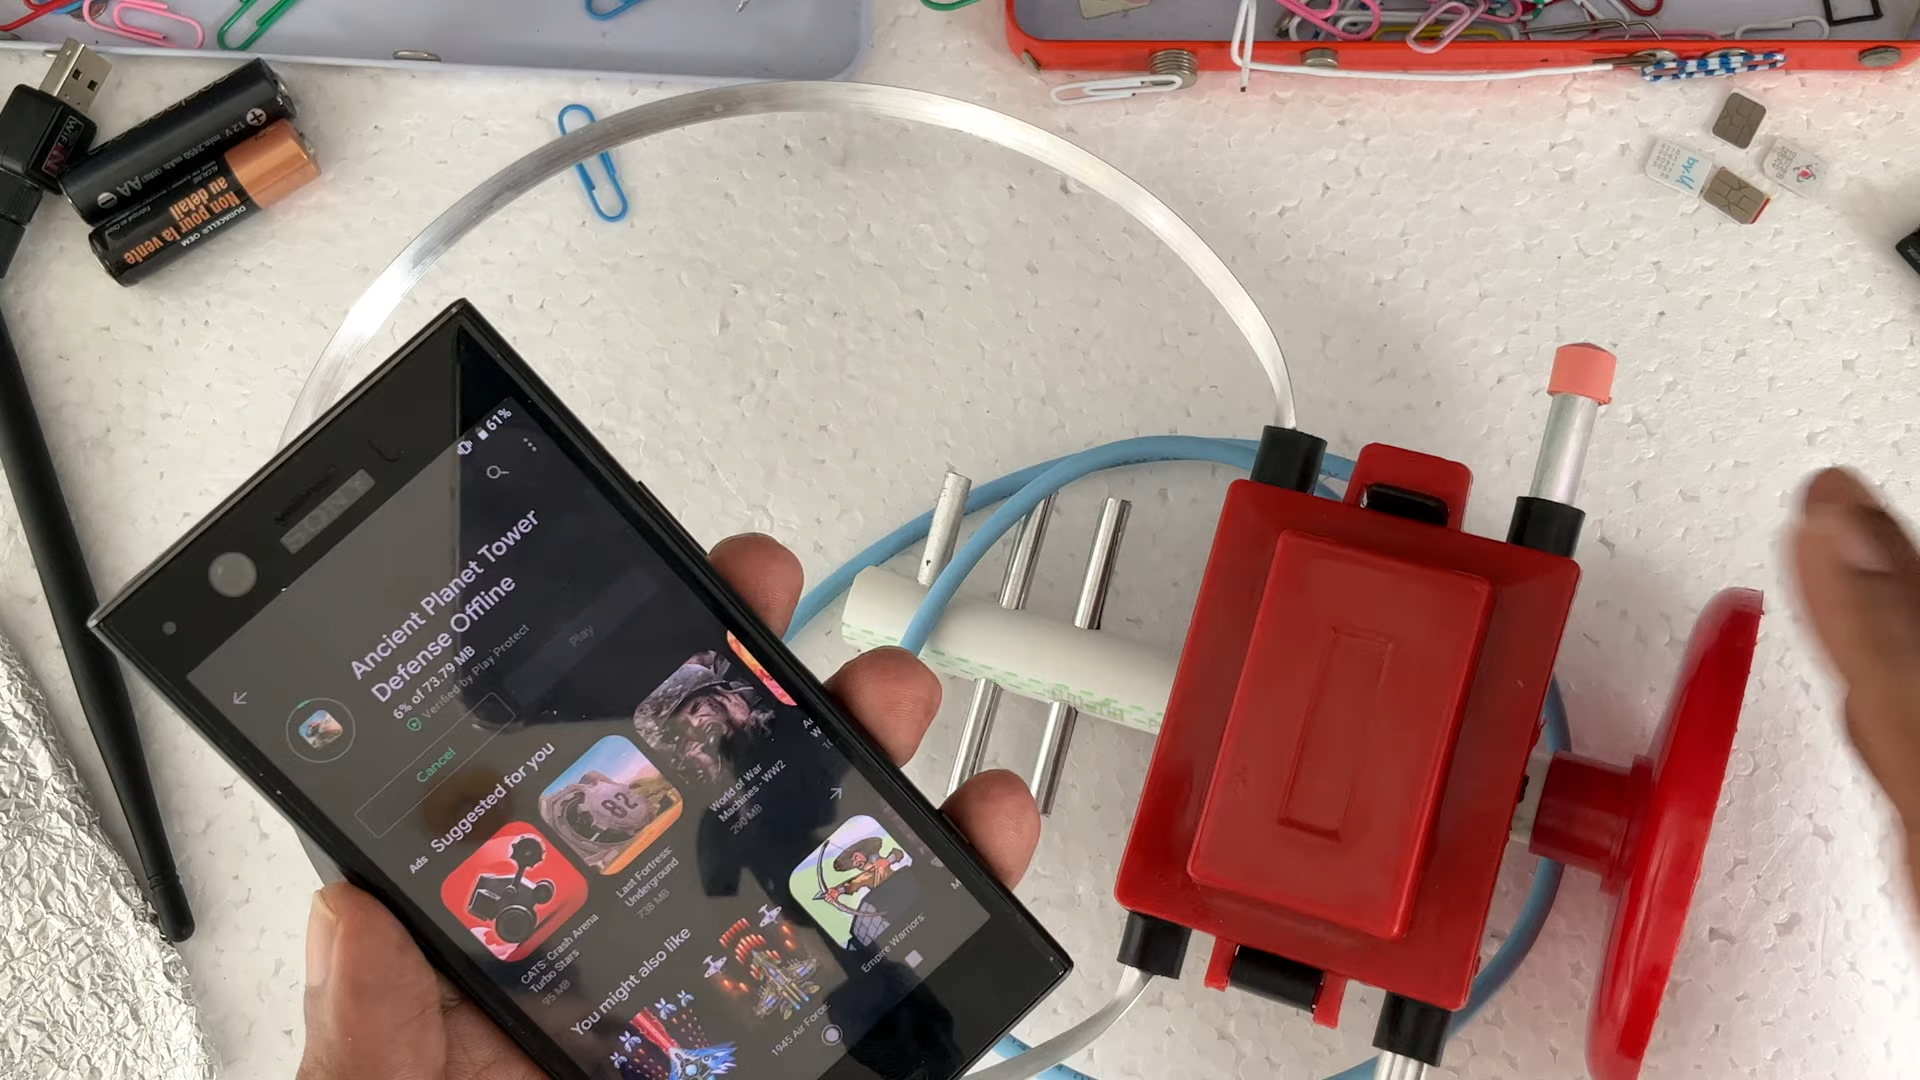 SONY
61%
Ancient Planet Tower
Defense Offline
6% of 73.79 MB
Verified by Play Protect
Cancel
Play
Ads
Suggested for you
CATS: Crash Arena
Turbo Stars
95 MB
Last Fortress:
Underground
738 MB
World of War
Machines - WW2
290 MB
You might also like
1945 Air Force:
Empire Warriors:
12V
AA
Non pour la vente
au détail
DURACELL OEM
by.U